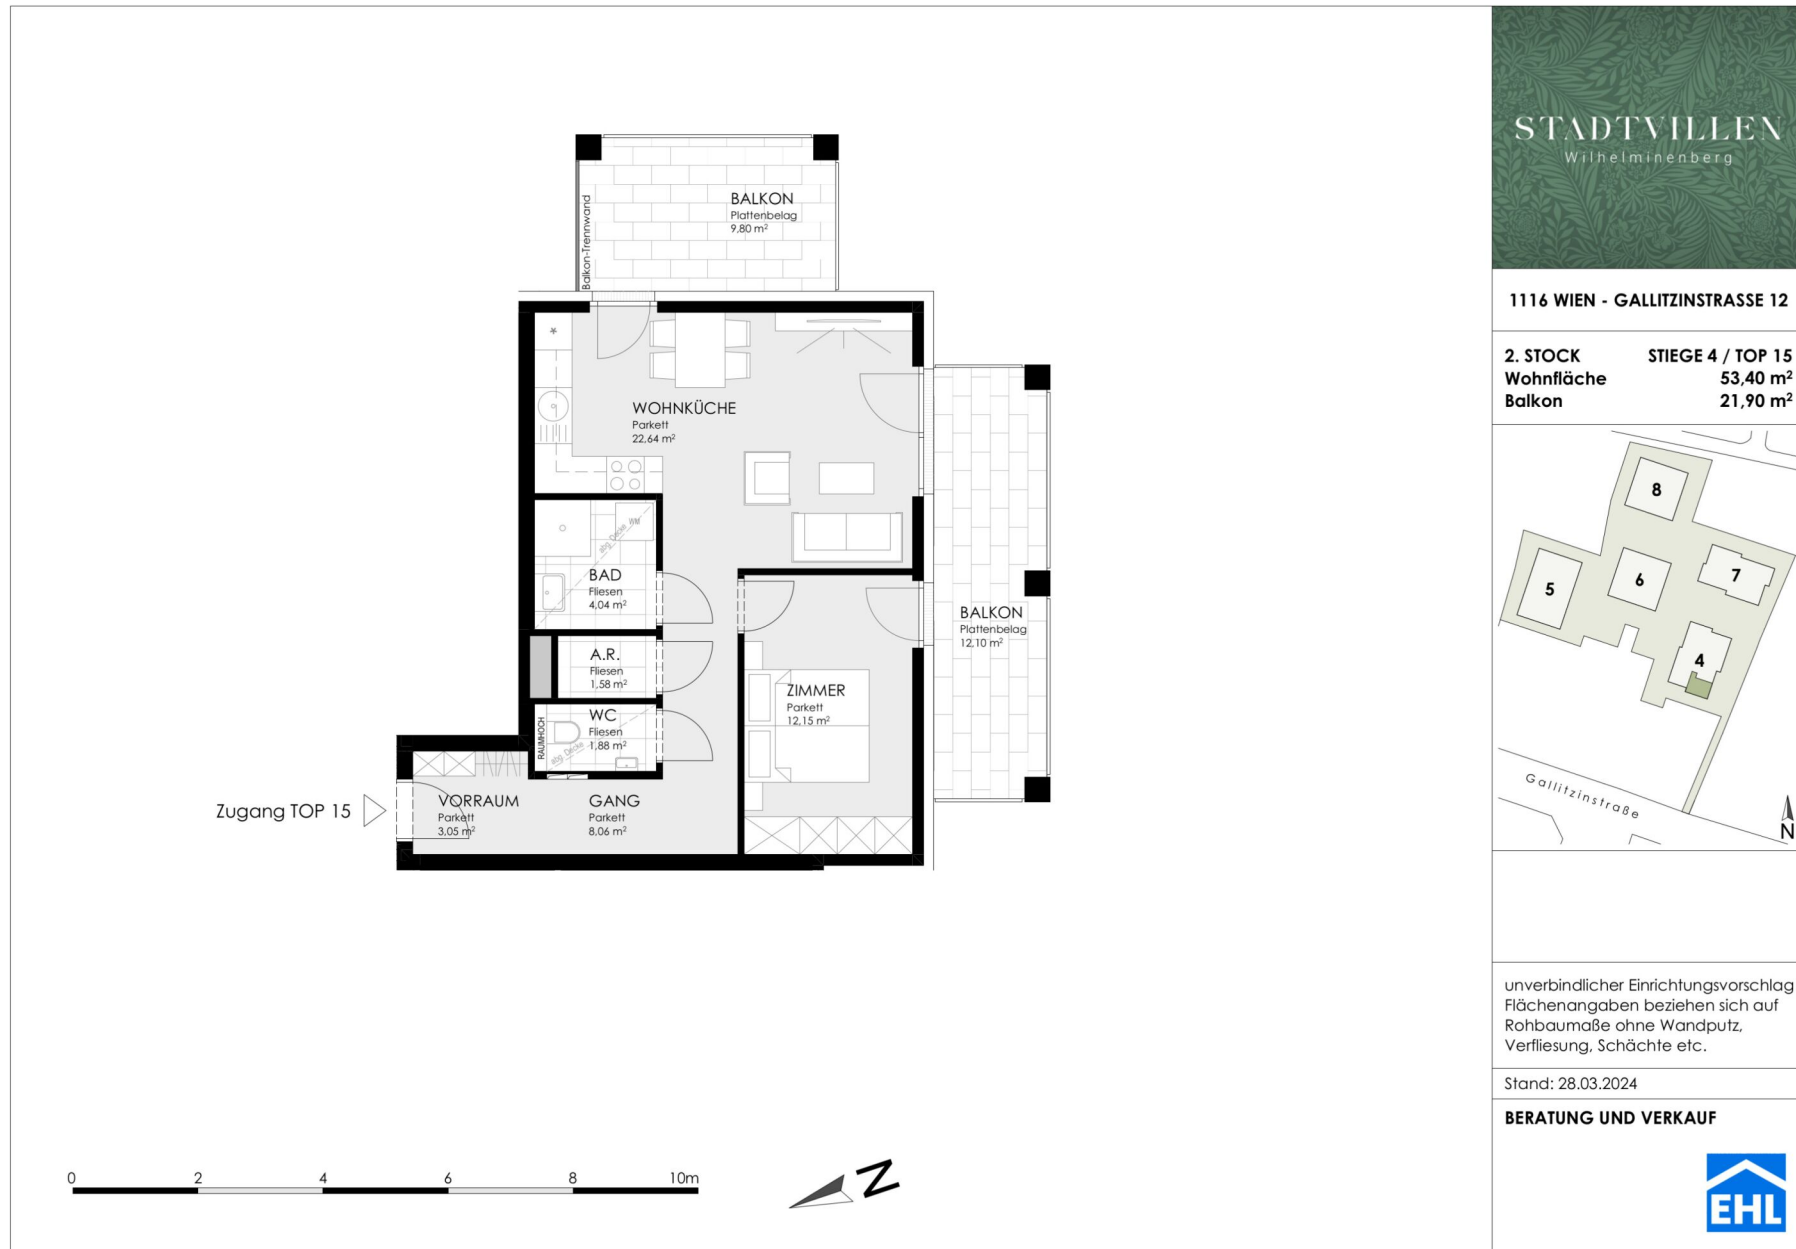 STADTVILLEN
Wilhelminenberg
1116 WIEN - GALLITZINSTRASSE 12
2. STOCK STIEGE 4 / TOP 15
Wohnfläche 53,40 m²
Balkon 21,90 m²
8
5
6
7
4
Gallitzinstraße
N
unverbindlicher Einrichtungsvorschlag
Flächenangaben beziehen sich auf
Rohbaumaße ohne Wandputz,
Verfliesung, Schächte etc.
Stand: 28.03.2024
BERATUNG UND VERKAUF
EHL
BALKON
Plattenbelag
9,80 m²
Balkon-Trennwand
WOHNKÜCHE
Parkett
22,64 m²
BAD
Fliesen
4,04 m²
abg. Decke
WM
A.R.
Fliesen
1,58 m²
WC
Fliesen
1,88 m²
RAUMHOCH
abg. Decke
ZIMMER
Parkett
12,15 m²
BALKON
Plattenbelag
12,10 m²
Zugang TOP 15
VORRAUM
Parkett
3,05 m²
GANG
Parkett
8,06 m²
0 2 4 6 8 10m
N